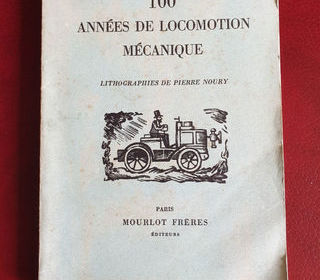 100
ANNÉES DE LOCOMOTION
MÉCANIQUE
LITHOGRAPHIES DE PIERRE NOURY
PARIS
MOURLOT FRÈRES
ÉDITEURS